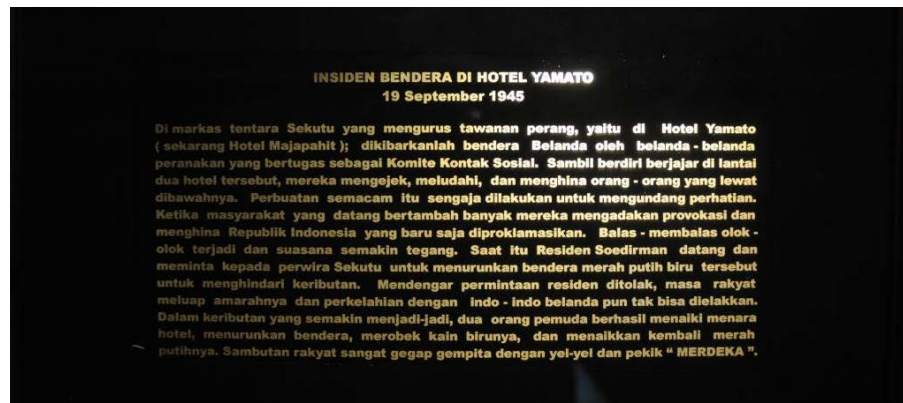 INSIDEN BENDERA DI HOTEL YAMATO
19 September 1945
Di markas tentara Sekutu yang mengurus tawanan perang, yaitu di Hotel Yamato
( sekarang Hotel Majapahit ); dikibarkanlah bendera Belanda oleh belanda - belanda
peranakan yang bertugas sebagai Komite Kontak Sosial. Sambil berdiri berjajar di lantai
dua hotel tersebut, mereka mengejek, meludahi, dan menghina orang - orang yang lewat
dibawahnya. Perbuatan semacam itu sengaja dilakukan untuk mengundang perhatian.
Ketika masyarakat yang datang bertambah banyak mereka mengadakan provokasi dan
menghina Republik Indonesia yang baru saja diproklamasikan. Balas - membalas olok -
olok terjadi dan suasana semakin tegang. Saat itu Residen Soedirman datang dan
meminta kepada perwira Sekutu untuk menurunkan bendera merah putih biru tersebut
untuk menghindari keributan. Mendengar permintaan residen ditolak, masa rakyat
meluap amarahnya dan perkelahian dengan indo - indo belanda pun tak bisa dielakkan.
Dalam keributan yang semakin menjadi-jadi, dua orang pemuda berhasil menaiki menara
hotel, menurunkan bendera, merobek kain birunya, dan menaikkan kembali merah
putihnya. Sambutan rakyat sangat gegap gempita dengan yel-yel dan pekik “ MERDEKA ”.